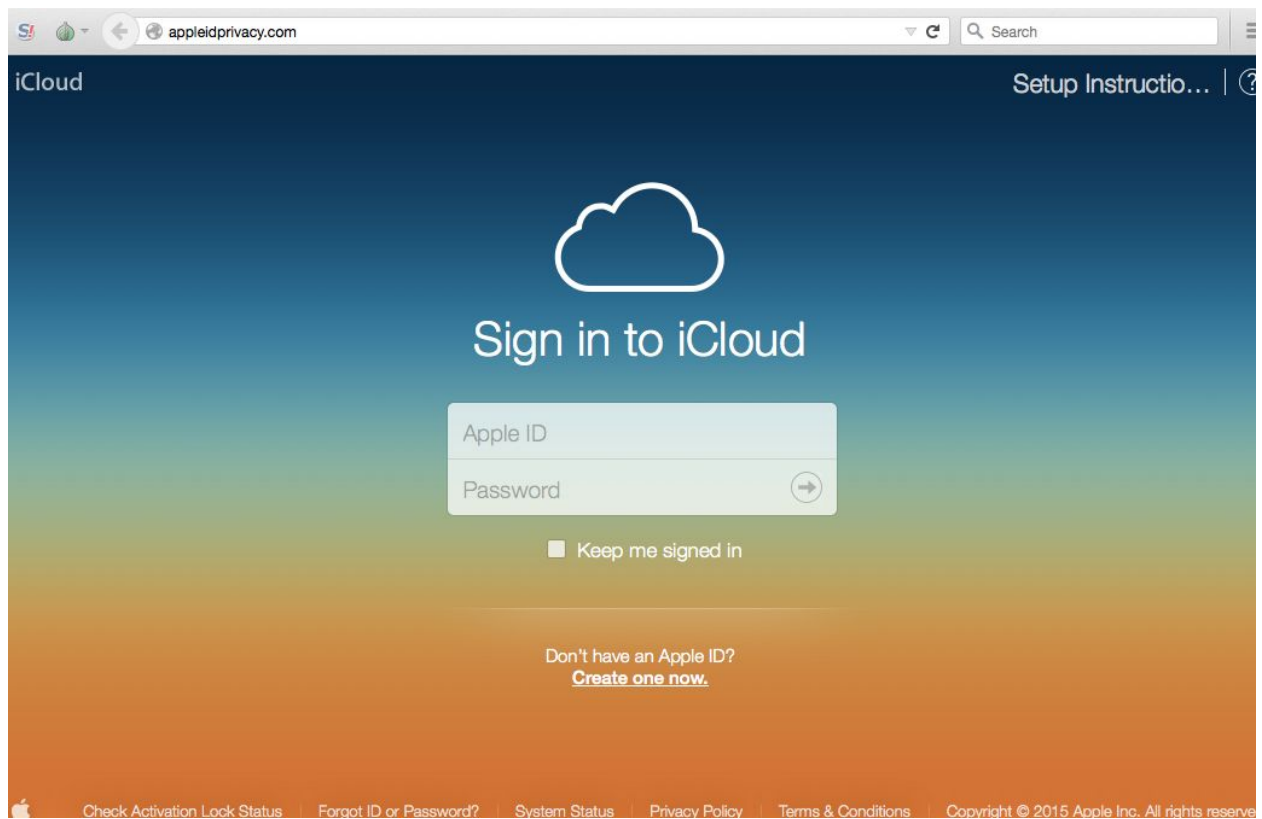 appleidprivacy.com
Search
iCloud
Setup Instructio...
?
Sign in to iCloud
Apple ID
Password
Keep me signed in
Don't have an Apple ID?
Create one now.
Check Activation Lock Status Forgot ID or Password? System Status Privacy Policy Terms & Conditions Copyright © 2015 Apple Inc. All rights reserve